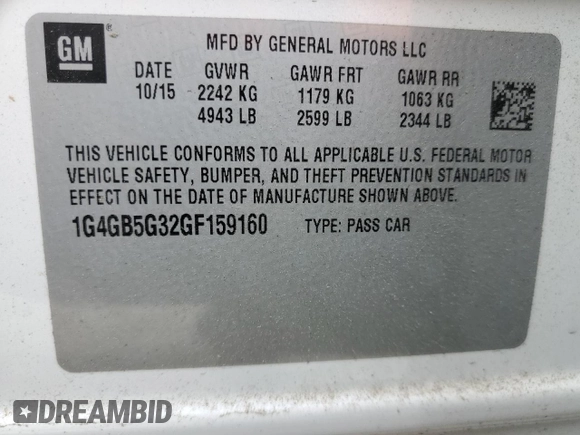 GM
MFD BY GENERAL MOTORS LLC
DATE GVWR GAWR FRT GAWR RR
10/15 2242 KG 1179 KG 1063 KG
4943 LB 2599 LB 2344 LB
THIS VEHICLE CONFORMS TO ALL APPLICABLE U.S. FEDERAL MOTOR
VEHICLE SAFETY, BUMPER, AND THEFT PREVENTION STANDARDS IN
EFFECT ON THE DATE OF MANUFACTURE SHOWN ABOVE.
1G4GB5G32GF159160 TYPE: PASS CAR
DREAMBID